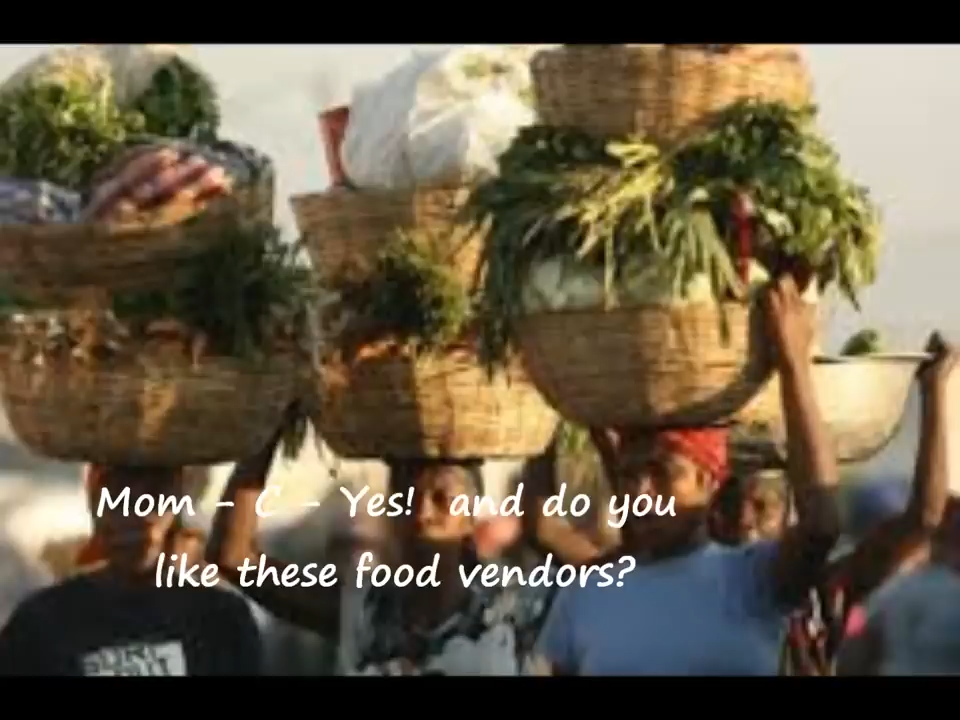 Mom – C – Yes!  and do you
like these food vendors?